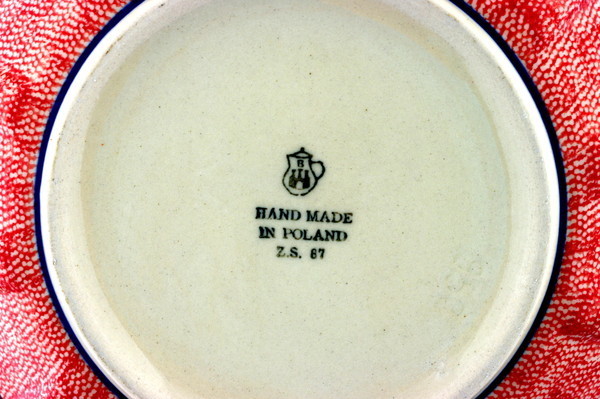 B
HAND MADE
IN POLAND
Z.S. 67